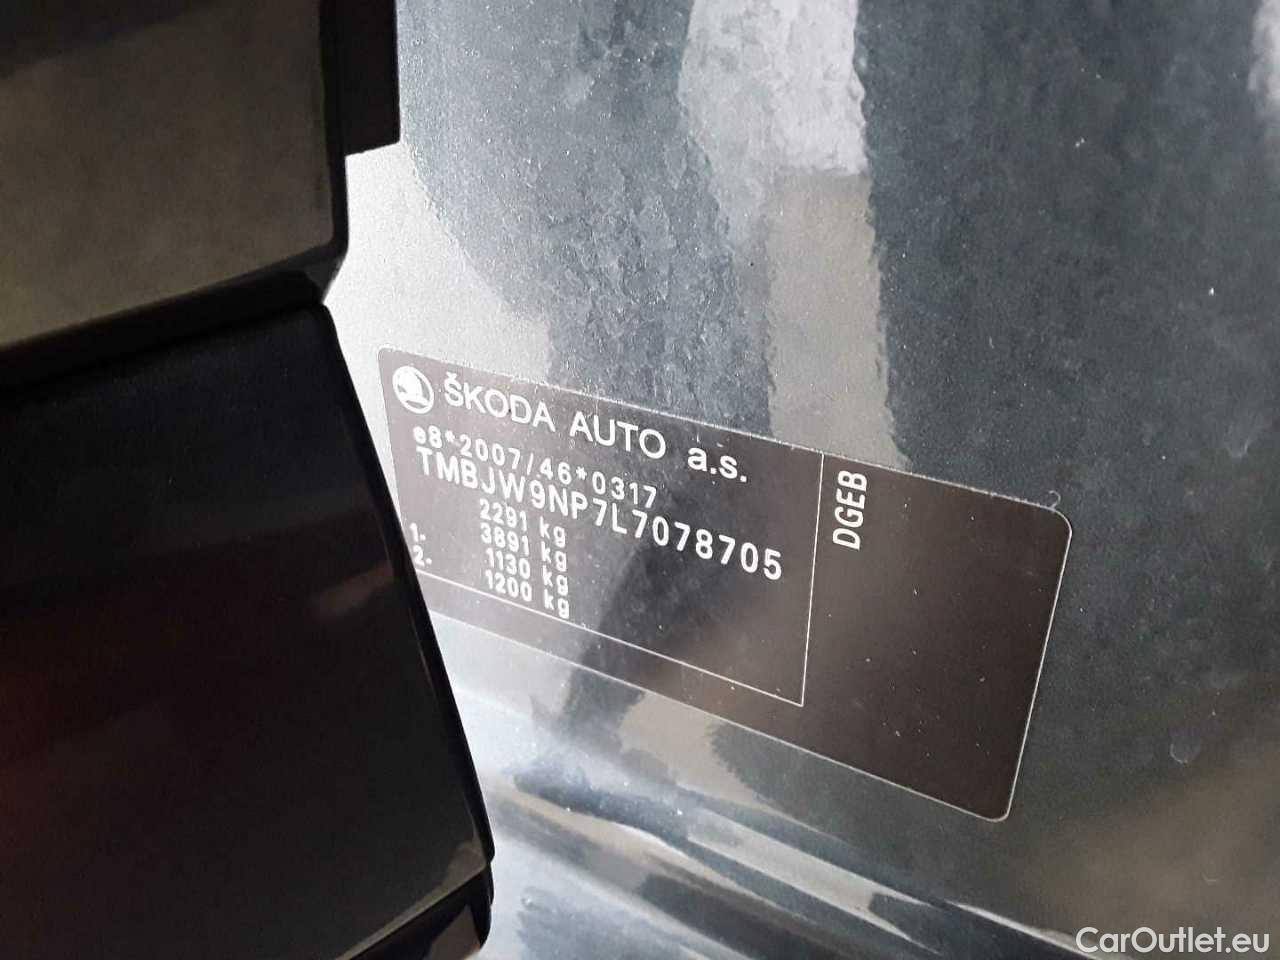 ŠKODA AUTO a.s.
e8*2007/46*0317
TMBJW9NP7L7078705
2291 kg
3891 kg
1. 1130 kg
2. 1200 kg
DGEB
CarOutlet.eu